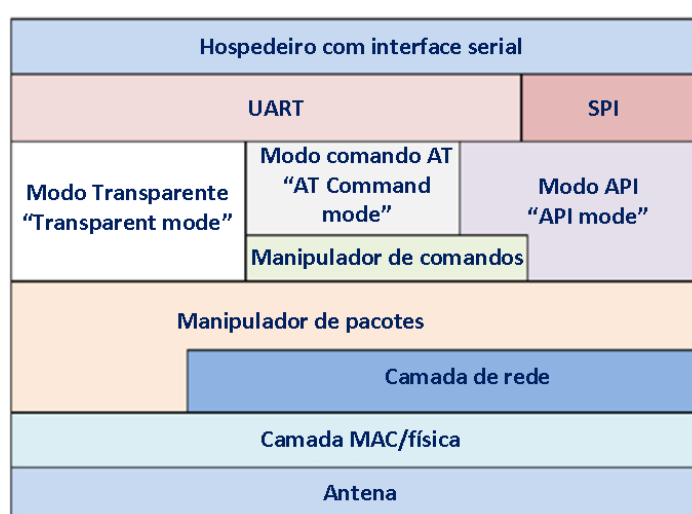 Hospedeiro com interface serial
UART
SPI
Modo Transparente
“Transparent mode”
Modo comando AT
“AT Command
mode”
Modo API
“API mode”
Manipulador de comandos
Manipulador de pacotes
Camada de rede
Camada MAC/física
Antena